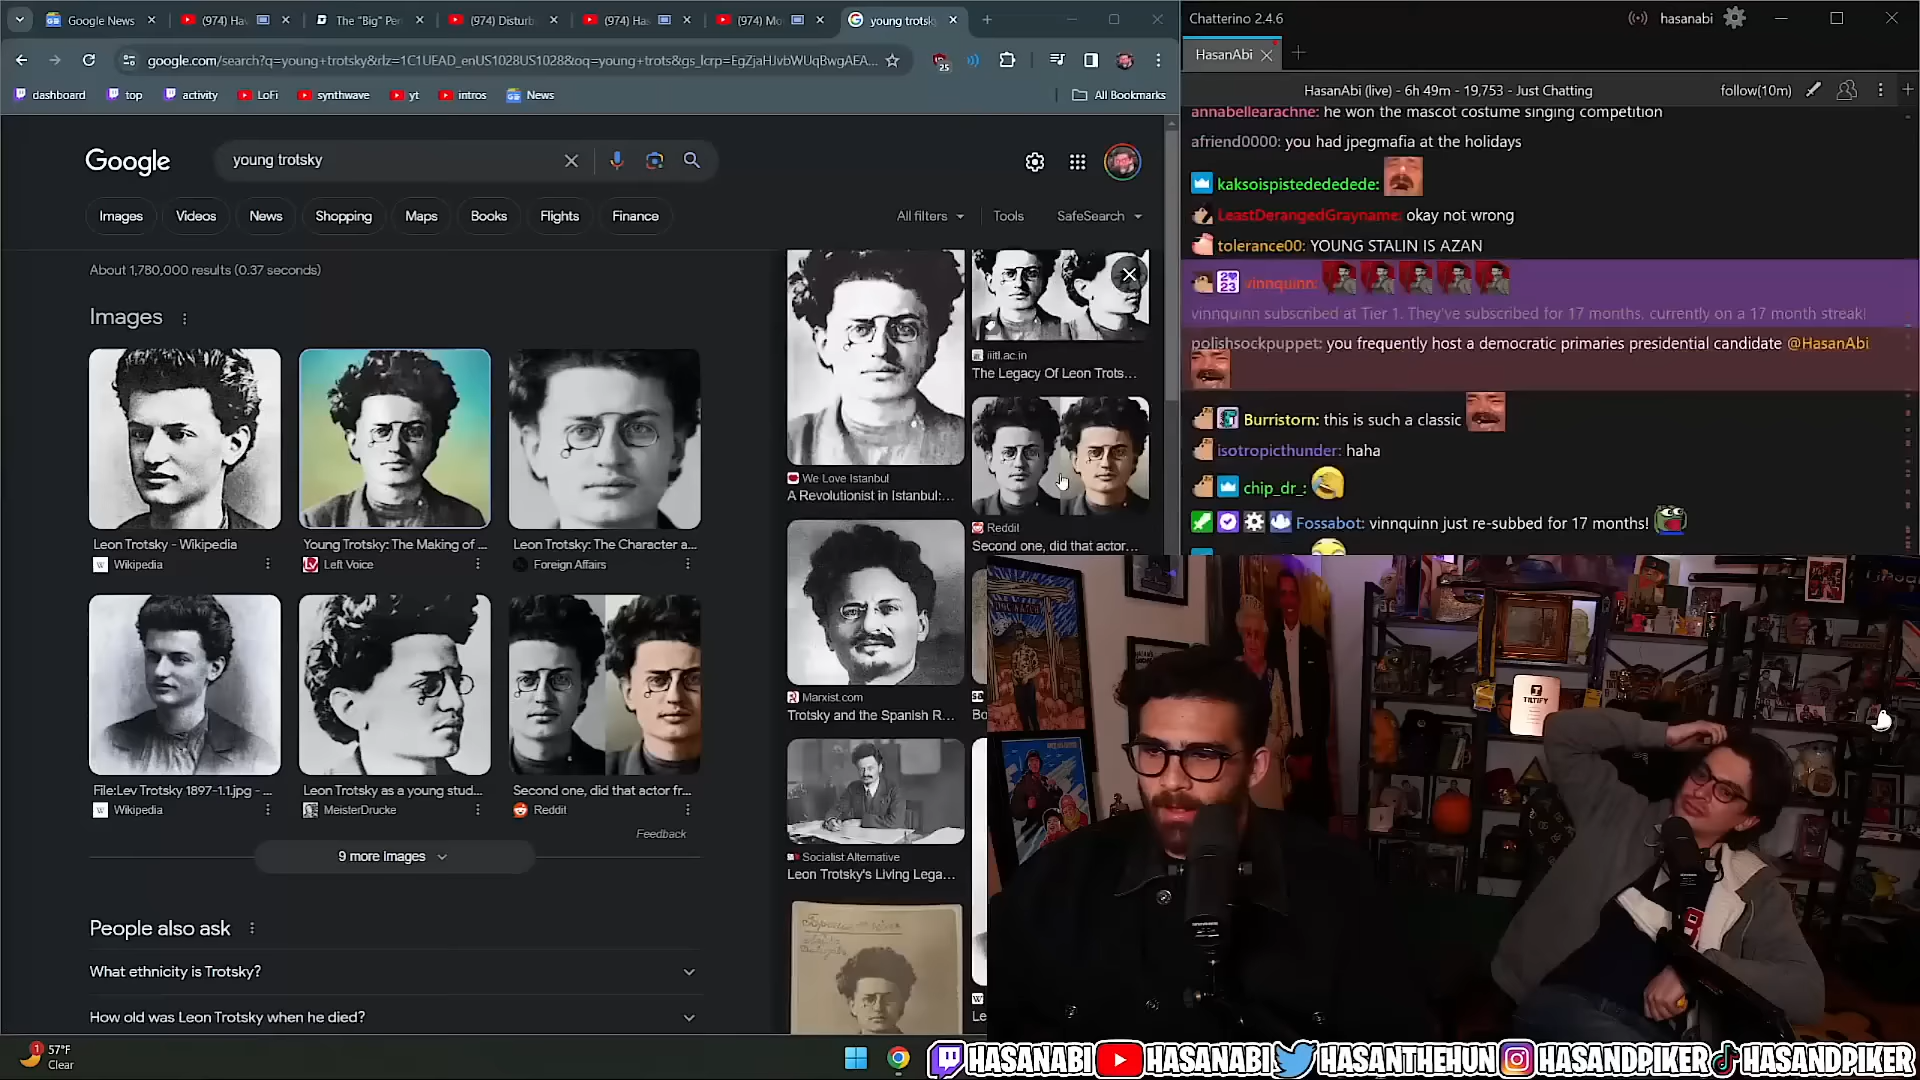 Google News
(974) Hav
The "Big" Per
(974) Disturb
(974) Has
(974) Mo
young trotsk
google.com/search?q=young+trotsky&rlz=1C1UEAD_enUS1028US1028&oq=young+trots&gs_lcrp=EgZjaHJvbWUqBwgAEA...
25
dashboard
top
activity
LoFi
synthwave
yt
intros
News
All Bookmarks
Google
young trotsky
Images
Videos
News
Shopping
Maps
Books
Flights
Finance
All filters
Tools
SafeSearch
About 1,780,000 results (0.37 seconds)
Images
Leon Trotsky - Wikipedia
Wikipedia
Young Trotsky: The Making of ...
Left Voice
Leon Trotsky: The Character a...
Foreign Affairs
File:Lev Trotsky 1897-1.1.jpg - ...
Wikipedia
Leon Trotsky as a young stud...
MeisterDrucke
Second one, did that actor fr...
Reddit
Feedback
9 more images
People also ask
What ethnicity is Trotsky?
How old was Leon Trotsky when he died?
We Love Istanbul
A Revolutionist in Istanbul:...
iiitl.ac.in
The Legacy Of Leon Trots...
Reddit
Second one, did that actor...
Marxist.com
Trotsky and the Spanish R...
Bo
Socialist Alternative
Leon Trotsky's Living Lega...
Le
Chatterino 2.4.6
hasanabi
HasanAbi
HasanAbi (live) - 6h 49m - 19,753 - Just Chatting
follow(10m)
annabellearachne: he won the mascot costume singing competition
afriend0000: you had jpegmafia at the holidays
kaksoispistedededede:
LeastDerangedGrayname: okay not wrong
tolerance00: YOUNG STALIN IS AZAN
vinnquinn:
vinnquinn subscribed at Tier 1. They've subscribed for 17 months, currently on a 17 month streak!
polishsockpuppet: you frequently host a democratic primaries presidential candidate @HasanAbi
Burristorn: this is such a classic
isotropicthunder: haha
chip_dr_:
Fossabot: vinnquinn just re-subbed for 17 months!
1
57°F
Clear
HASANABI
HASANABI
HASANTHEHUN
HASANDPIKER
HASANDPIKER